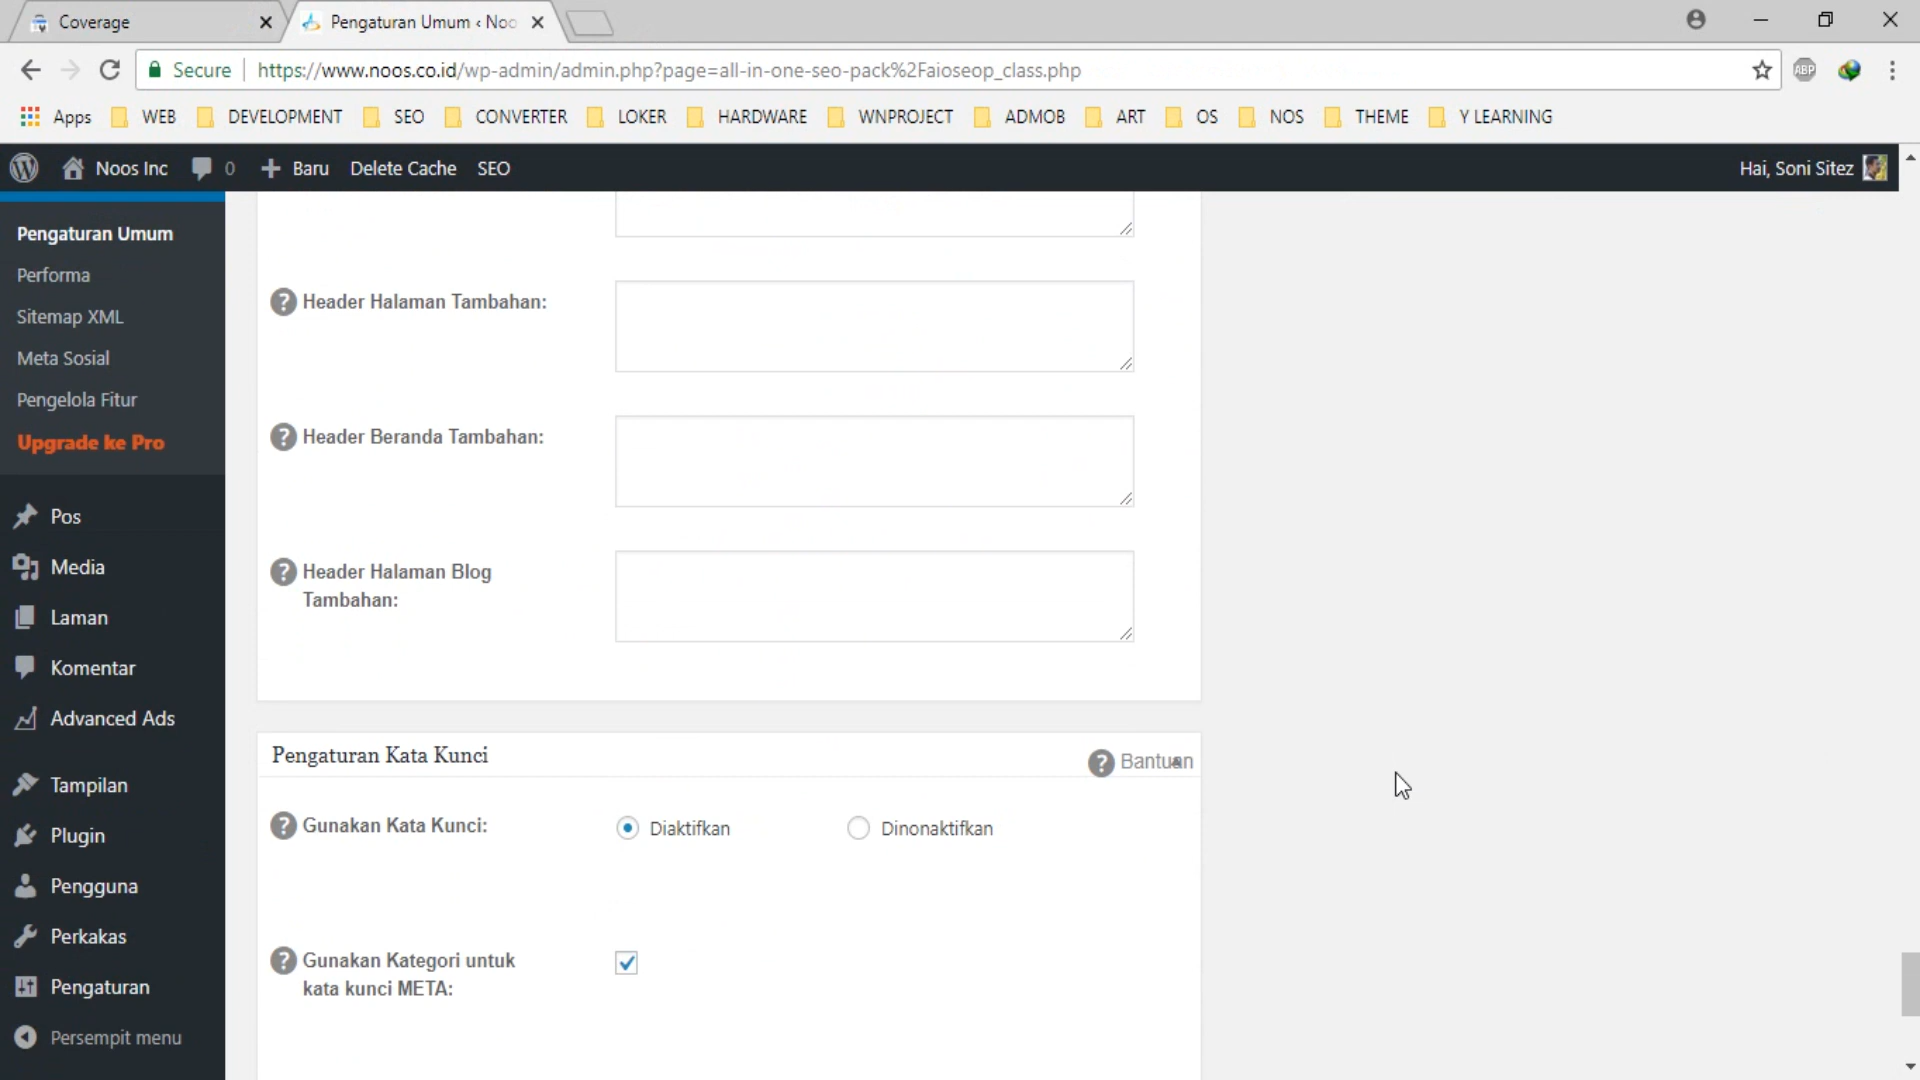 Coverage
Pengaturan Umum ‹ Noo
Secure https://www.noos.co.id/wp-admin/admin.php?page=all-in-one-seo-pack%2Faioseop_class.php
ABP
Apps WEB DEVELOPMENT SEO CONVERTER LOKER HARDWARE WNPROJECT ADMOB ART OS NOS THEME Y LEARNING
Noos Inc 0 Baru Delete Cache SEO Hai, Soni Sitez
Pengaturan Umum
Performa
Sitemap XML
Meta Sosial
Pengelola Fitur
Upgrade ke Pro
Pos
Media
Laman
Komentar
Advanced Ads
Tampilan
Plugin
Pengguna
Perkakas
Pengaturan
Persempit menu
Header Halaman Tambahan:
Header Beranda Tambahan:
Header Halaman Blog
Tambahan:
Pengaturan Kata Kunci
Bantuan
Gunakan Kata Kunci: Diaktifkan Dinonaktifkan
Gunakan Kategori untuk
kata kunci META: